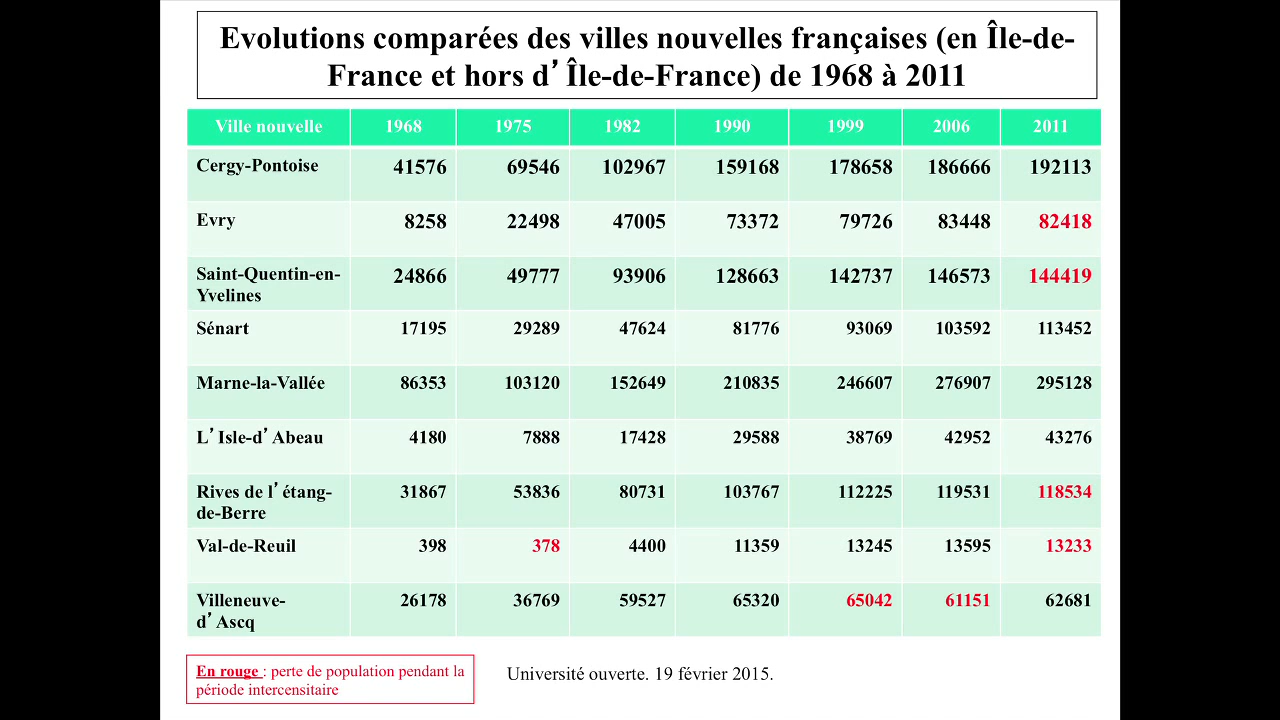 Evolutions comparées des villes nouvelles françaises (en Île-de-
France et hors d’Île-de-France) de 1968 à 2011
Ville nouvelle 1968 1975 1982 1990 1999 2006 2011
Cergy-Pontoise 41576 69546 102967 159168 178658 186666 192113
Evry 8258 22498 47005 73372 79726 83448 82418
Saint-Quentin-en-
Yvelines 24866 49777 93906 128663 142737 146573 144419
Sénart 17195 29289 47624 81776 93069 103592 113452
Marne-la-Vallée 86353 103120 152649 210835 246607 276907 295128
L’Isle-d’Abeau 4180 7888 17428 29588 38769 42952 43276
Rives de l’étang-
de-Berre 31867 53836 80731 103767 112225 119531 118534
Val-de-Reuil 398 378 4400 11359 13245 13595 13233
Villeneuve-
d’Ascq 26178 36769 59527 65320 65042 61151 62681
En rouge : perte de population pendant la
période intercensitaire
Université ouverte. 19 février 2015.